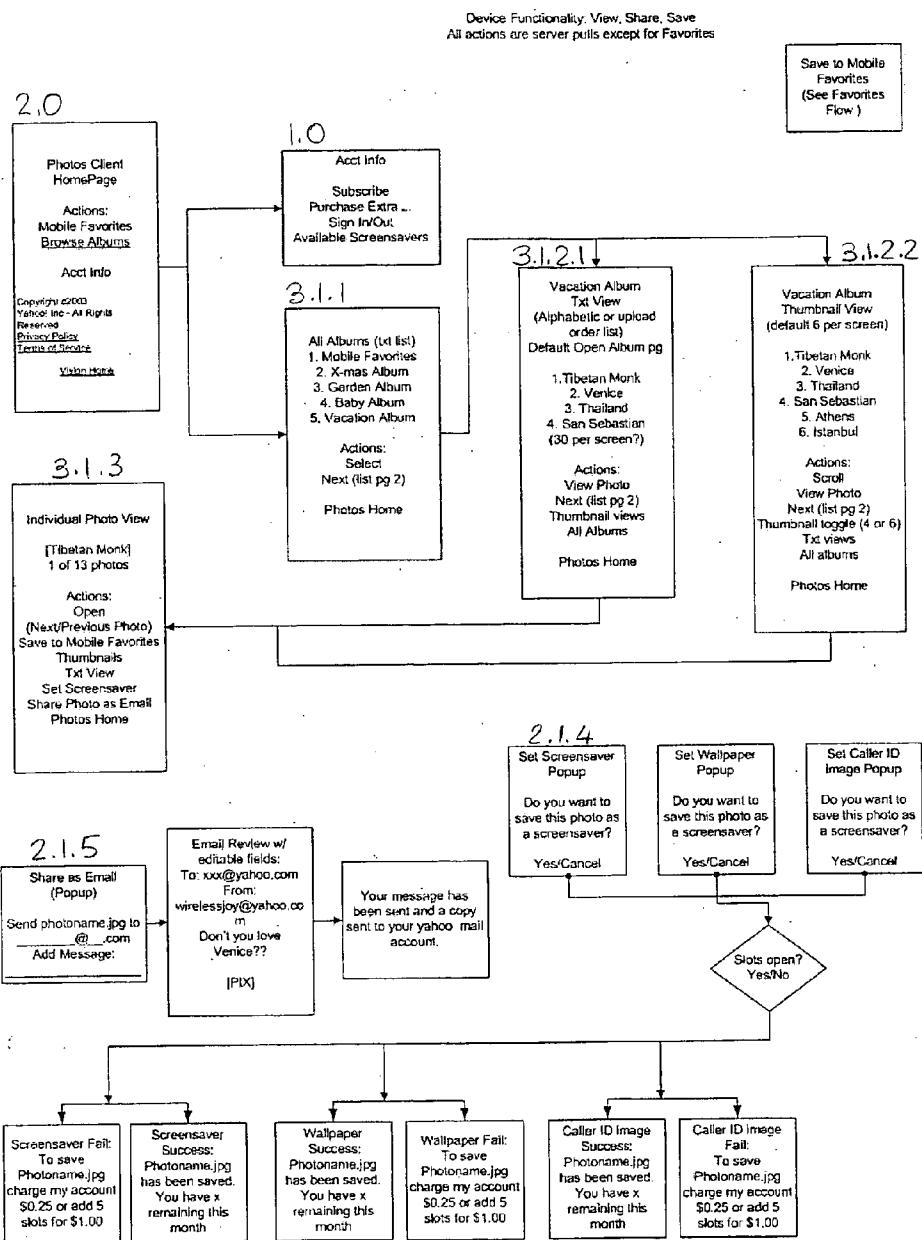 Device Functionality: View, Share, Save
All actions are server pulls except for Favorites
Save to Mobile
Favorites
(See Favorites
Flow )
2.0
Photos Client
HomePage
Actions:
Mobile Favorites
Browse Albums
Acct Info
Copyright c2003
Yahoo! Inc - All Rights
Reserved
Privacy Policy
Terms of Service
Vision Home
1.0
Acct Info
Subscribe
Purchase Extra ...
Sign In/Out
Available Screensavers
3.1.1
All Albums (txt list)
1. Mobile Favorites
2. X-mas Album
3. Garden Album
4. Baby Album
5. Vacation Album
Actions:
Select
Next (list pg 2)
Photos Home
3.1.2.1
Vacation Album
Txt View
(Alphabetic or upload
order list)
Default Open Album pg
1.Tibetan Monk
2. Venice
3. Thailand
4. San Sebastian
(30 per screen?)
Actions:
View Photo
Next (list pg 2)
Thumbnail views
All Albums
Photos Home
3.1.2.2
Vacation Album
Thumbnail View
(default 6 per screen)
1.Tibetan Monk
2. Venice
3. Thailand
4. San Sebastian
5. Athens
6. Istanbul
Actions:
Scroll
View Photo
Next (list pg 2)
Thumbnall toggle (4 or 6)
Txt views
All albums
Photos Home
3.1.3
Individual Photo View
[Tibetan Monk]
1 of 13 photos
Actions:
Open
(Next/Previous Photo)
Save to Mobile Favorites
Thumbnails
Txt View
Set Screensaver
Share Photo as Email
Photos Home
2.1.4
Set Screensaver
Popup
Do you want to
save this photo as
a screensaver?
Yes/Cancel
Set Wallpaper
Popup
Do you want to
save this photo as
a screensaver?
Yes/Cancel
Set Caller ID
Image Popup
Do you want to
save this photo as
a screensaver?
Yes/Cancel
2.1.5
Share as Email
(Popup)
Send photoname.jpg to
______@__.com
Add Message:
Email Review w/
editable fields:
To: xxx@yahoo.com
From:
wirelessjoy@yahoo.co
m
Don't you love
Venice??
[PIX]
Your message has
been sent and a copy
sent to your yahoo mail
account.
Slots open?
Yes/No
Screensaver Fail:
To save
Photoname.jpg
charge my account
$0.25 or add 5
slots for $1.00
Screensaver
Success:
Photoname.jpg
has been saved.
You have x
remaining this
month
Wallpaper
Success:
Photoname.jpg
has been saved.
You have x
remaining this
month
Wallpaper Fail:
To save
Photoname.jpg
charge my account
$0.25 or add 5
slots for $1.00
Caller ID Image
Success:
Photoname.jpg
has been saved.
You have x
remaining this
month
Caller ID Image
Fail:
To save
Photoname.jpg
charge my account
$0.25 or add 5
slots for $1.00